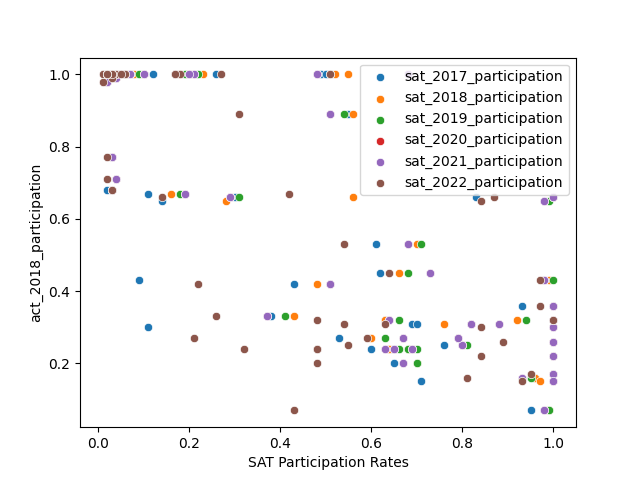 1.0
0.8
0.6
0.4
0.2
act_2018_participation
sat_2017_participation
sat_2018_participation
sat_2019_participation
sat_2020_participation
sat_2021_participation
sat_2022_participation
0.0
0.2
0.4
0.6
0.8
1.0
SAT Participation Rates